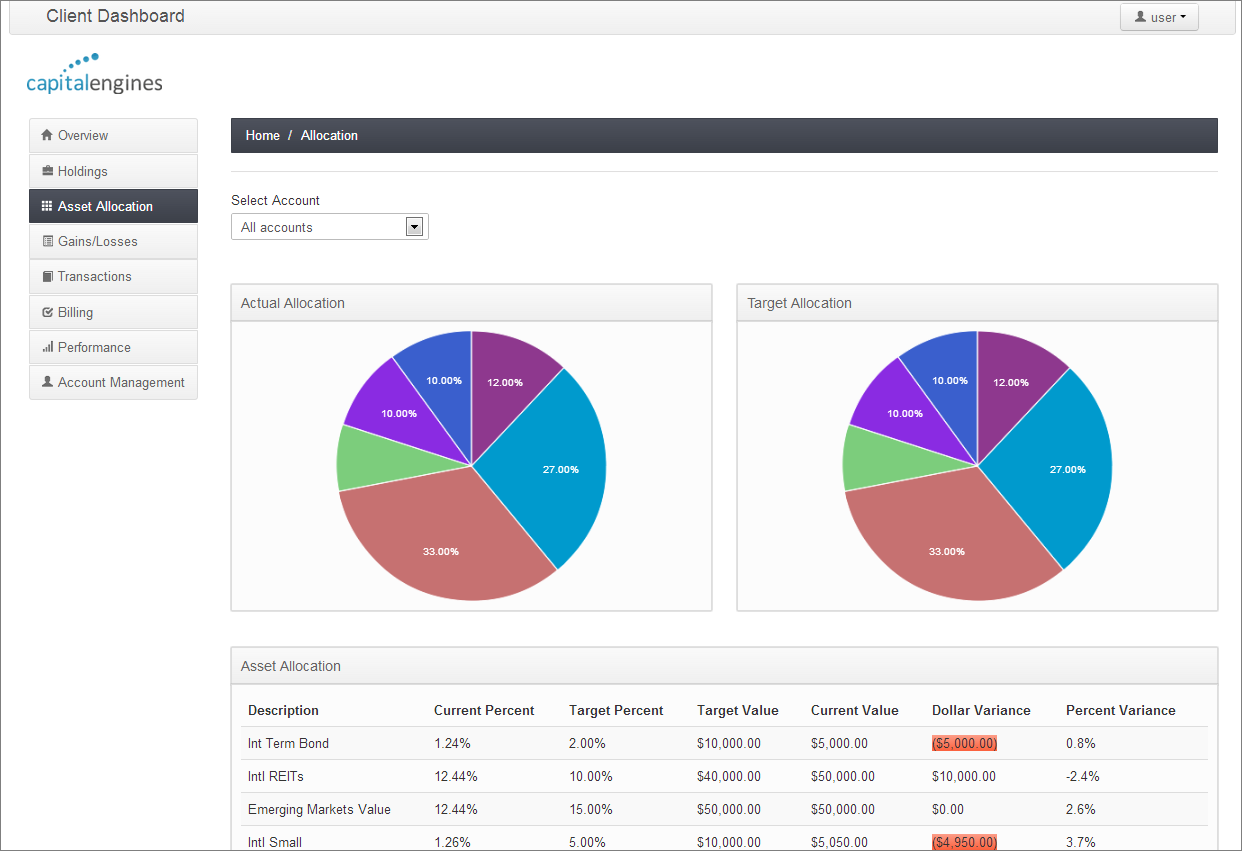 Client Dashboard
user
capitalengines
Overview
Holdings
Asset Allocation
Gains/Losses
Transactions
Billing
Performance
Account Management
Home / Allocation
Select Account
All accounts
Actual Allocation
10.00% 12.00%
10.00%
27.00%
33.00%
Target Allocation
10.00% 12.00%
10.00%
27.00%
33.00%
Asset Allocation
Description Current Percent Target Percent Target Value Current Value Dollar Variance Percent Variance
Int Term Bond 1.24% 2.00% $10,000.00 $5,000.00 ($5,000.00) 0.8%
Intl REITs 12.44% 10.00% $40,000.00 $50,000.00 $10,000.00 -2.4%
Emerging Markets Value 12.44% 15.00% $50,000.00 $50,000.00 $0.00 2.6%
Intl Small 1.26% 5.00% $10,000.00 $5,050.00 ($4,950.00) 3.7%